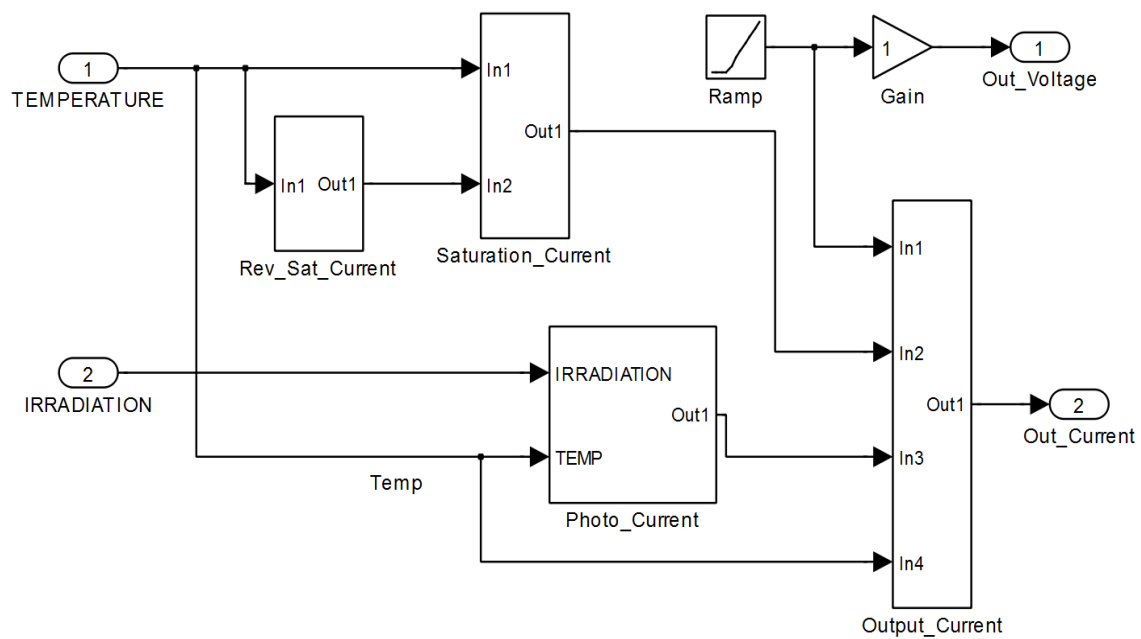 1
TEMPERATURE
In1
Out1
Rev_Sat_Current
In1
In2
Out1
Saturation_Current
Ramp
1
Gain
1
Out_Voltage
2
IRRADIATION
Temp
IRRADIATION
TEMP
Out1
Photo_Current
In1
In2
In3
In4
Out1
Output_Current
2
Out_Current